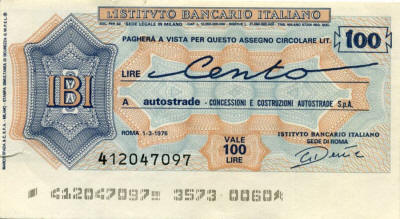 L'ISTITUTO BANCARIO ITALIANO
SEDE LEGALE IN MILANO
PAGHERÀ A VISTA PER QUESTO ASSEGNO CIRCOLARE LIT. 100
IBI
LIRE Cento
A autostrade - CONCESSIONI E COSTRUZIONI AUTOSTRADE S.p.A.
ROMA 1-3-1976
VALE
100
LIRE
ISTITUTO BANCARIO ITALIANO
SEDE DI ROMA
412047097
412047097 3573 0060